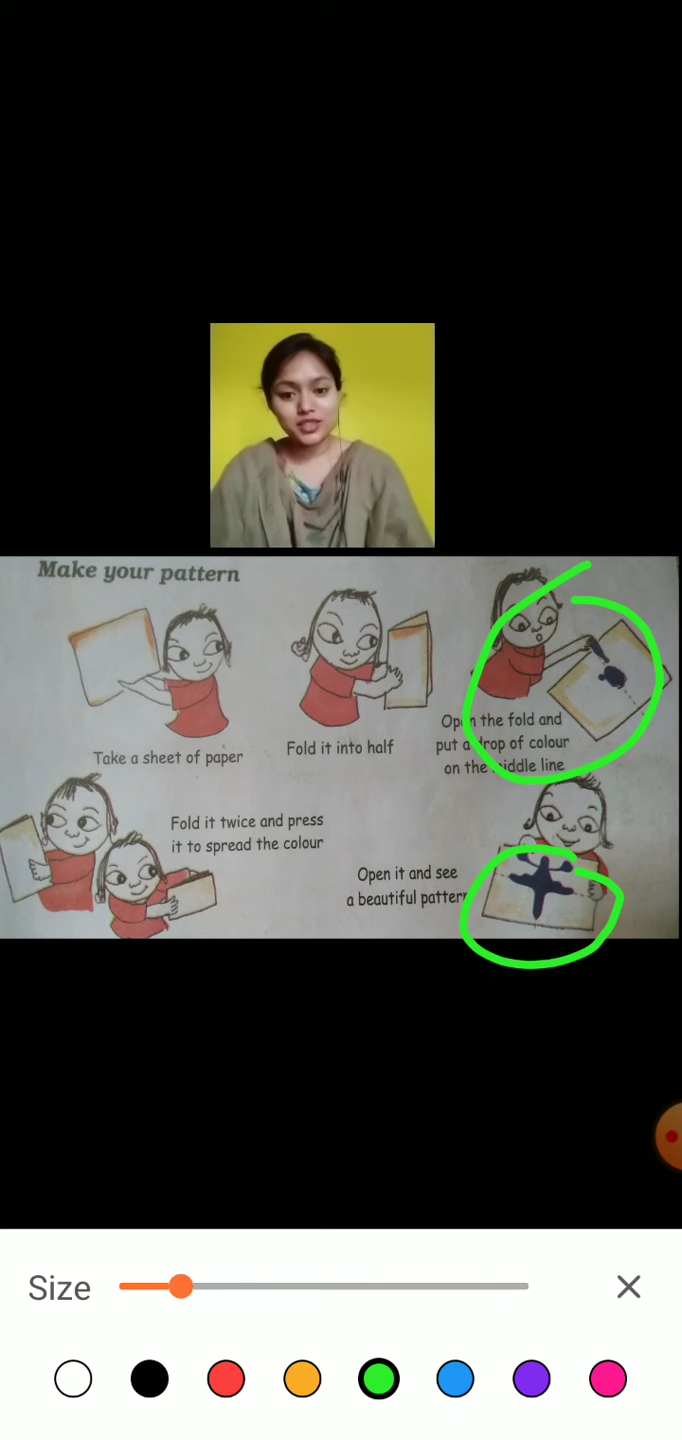 Make your pattern
Take a sheet of paper
Fold it into half
Open the fold and
put a drop of colour
on the middle line
Fold it twice and press
it to spread the colour
Open it and see
a beautiful pattern
Size